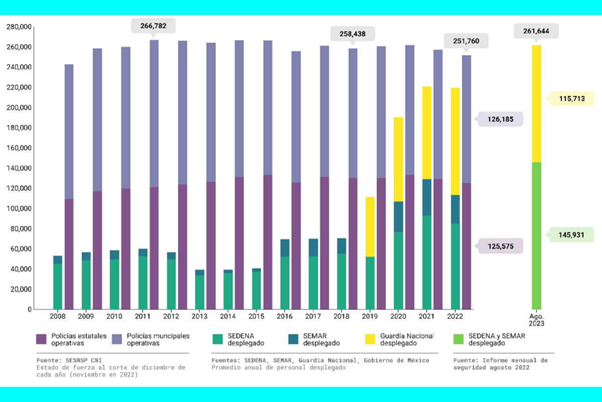 266,782
258,438
251,760
261,644
280,000
260,000
240,000
220,000
200,000
180,000
160,000
140,000
120,000
100,000
80,000
60,000
40,000
20,000
0
115,713
126,185
125,575
145,931
2008 2009 2010 2011 2012 2013 2014 2015 2016 2017 2018 2019 2020 2021 2022 Ago.
2023
Policías estatales Policías municipales SEDENA SEMAR Guardia Nacional SEDENA y SEMAR
operativas operativas desplegado desplegado desplegado desplegado
Fuente: SESNSP CNI
Estado de fuerza al corte de diciembre de
cada año (noviembre en 2022)
Fuentes: SEDENA, SEMAR, Guardia Nacional, Gobierno de México
Promedio anual de personal desplegado
Fuente: Informe mensual de
seguridad agosto 2022